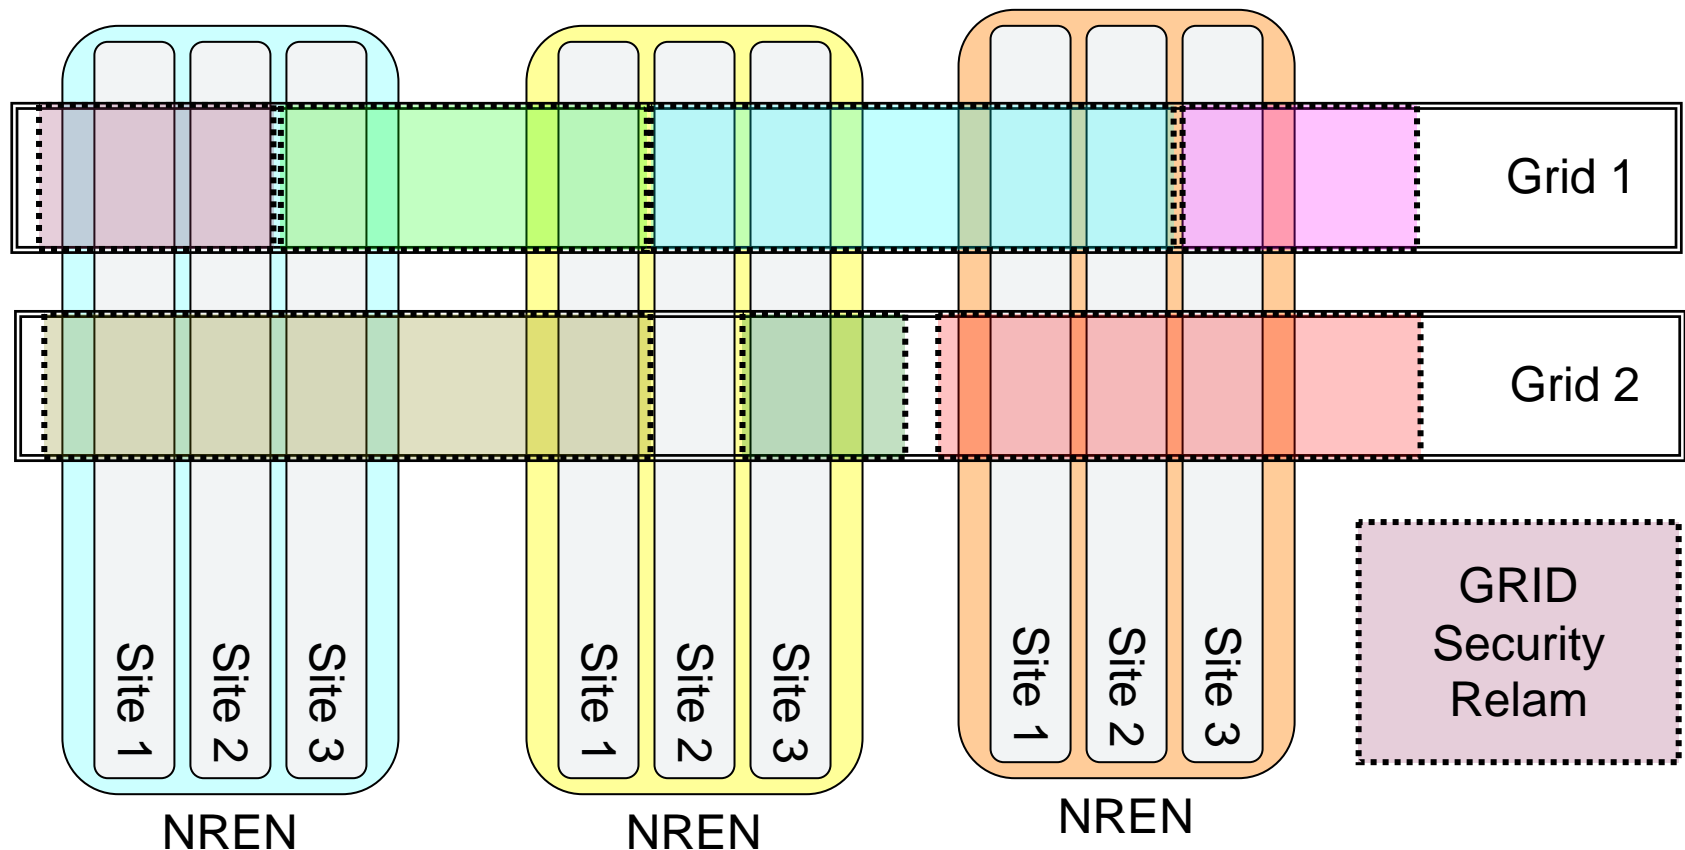 Grid 1
Grid 2
Site 1
Site 2
Site 3
Site 1
Site 2
Site 3
Site 1
Site 2
Site 3
GRID
Security
Relam
NREN
NREN
NREN